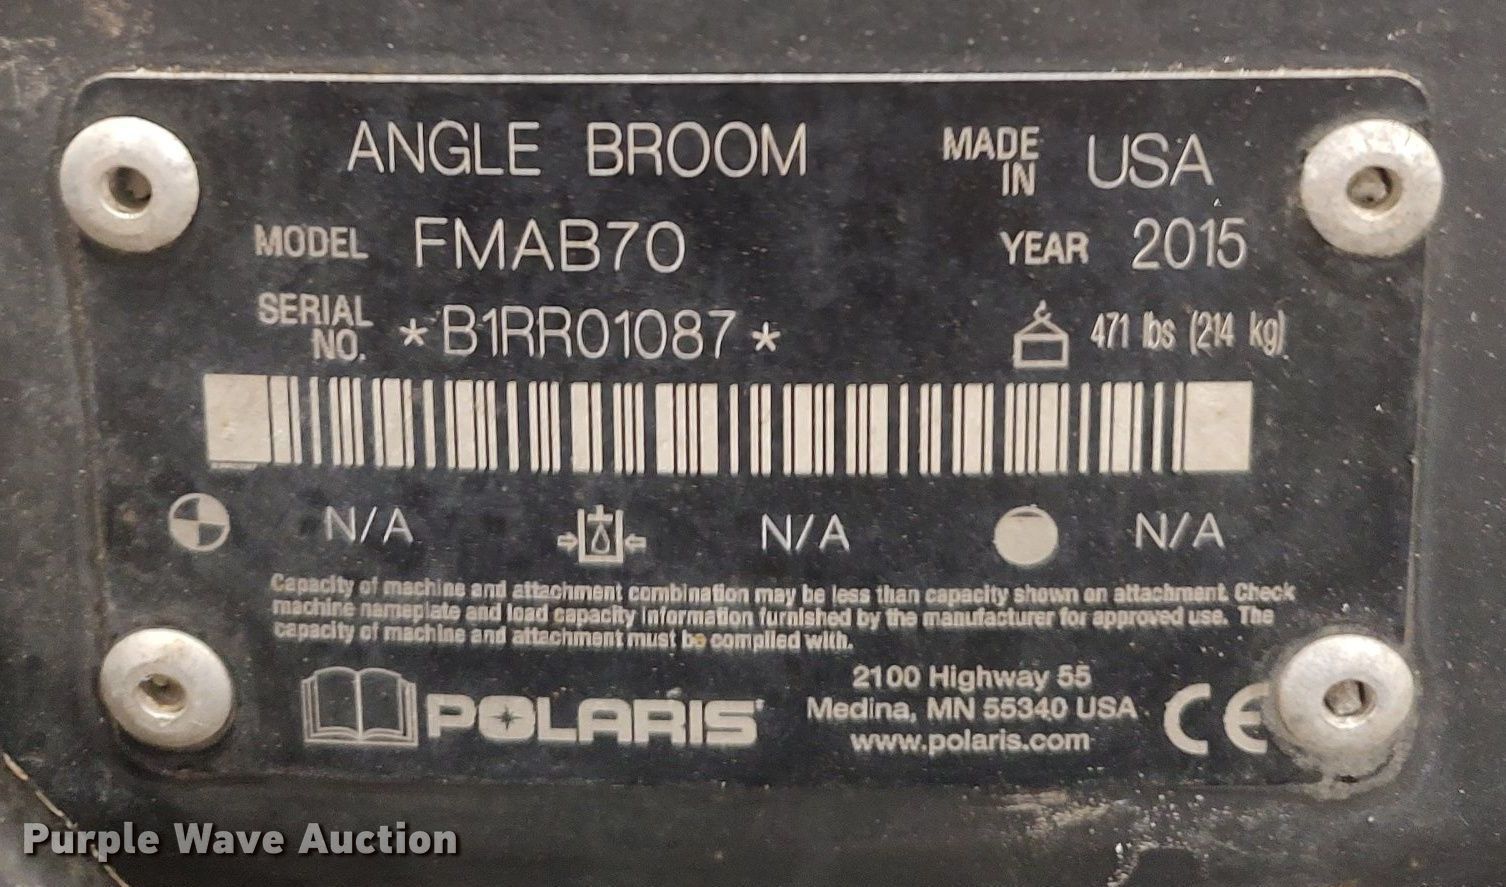 ANGLE BROOM MADE IN USA
MODEL FMAB70 YEAR 2015
SERIAL NO. *B1RR01087* 471 lbs (214 kg)
N/A N/A N/A
Capacity of machine and attachment combination may be less than capacity shown on attachment. Check
machine nameplate and load capacity information furnished by the manufacturer for approved use. The
capacity of machine and attachment must be complied with.
POLARIS
2100 Highway 55
Medina, MN 55340 USA
www.polaris.com
CE
Purple Wave Auction